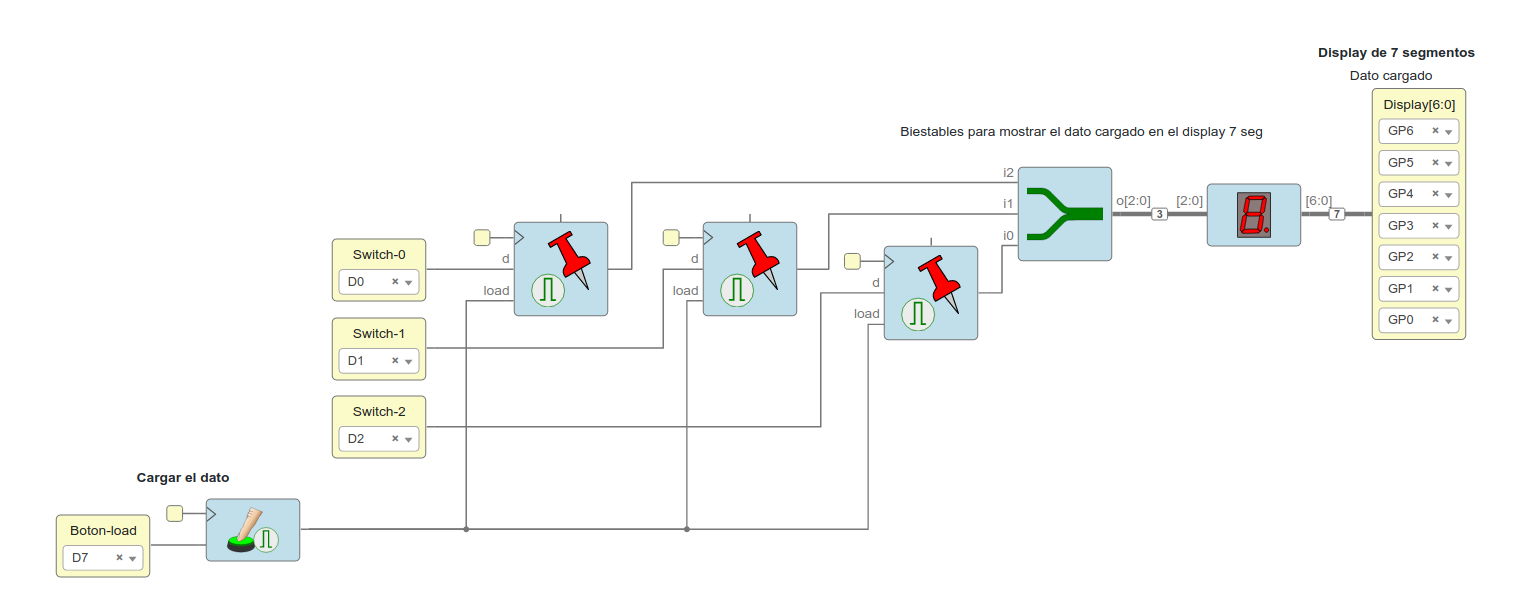 Display de 7 segmentos
Dato cargado
Display[6:0]
GP6
GP5
GP4
GP3
GP2
GP1
GP0
Biestables para mostrar el dato cargado en el display 7 seg
i2
i1
i0
o[2:0]
3
[2:0]
[6:0]
7
Switch-0
D0
d
load
d
load
d
load
Switch-1
D1
Switch-2
D2
Cargar el dato
Boton-load
D7